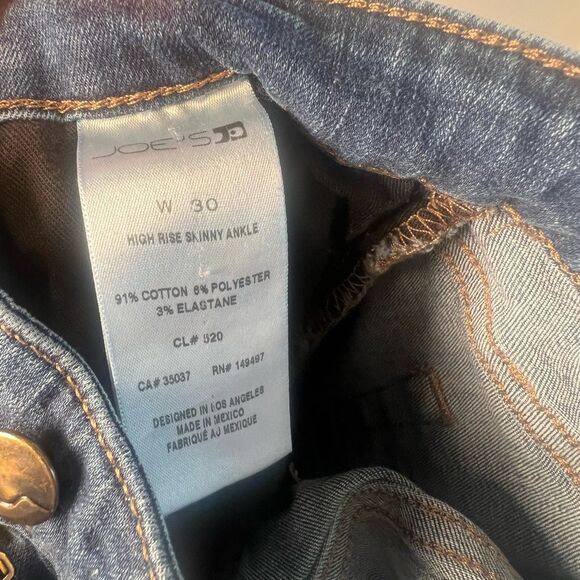 JOE'S
W 30
HIGH RISE SKINNY ANKLE
91% COTTON 6% POLYESTER
3% ELASTANE
CL# 520
CA# 35037 RN# 149497
DESIGNED IN LOS ANGELES
MADE IN MEXICO
FABRIQUÉ AU MEXIQUE